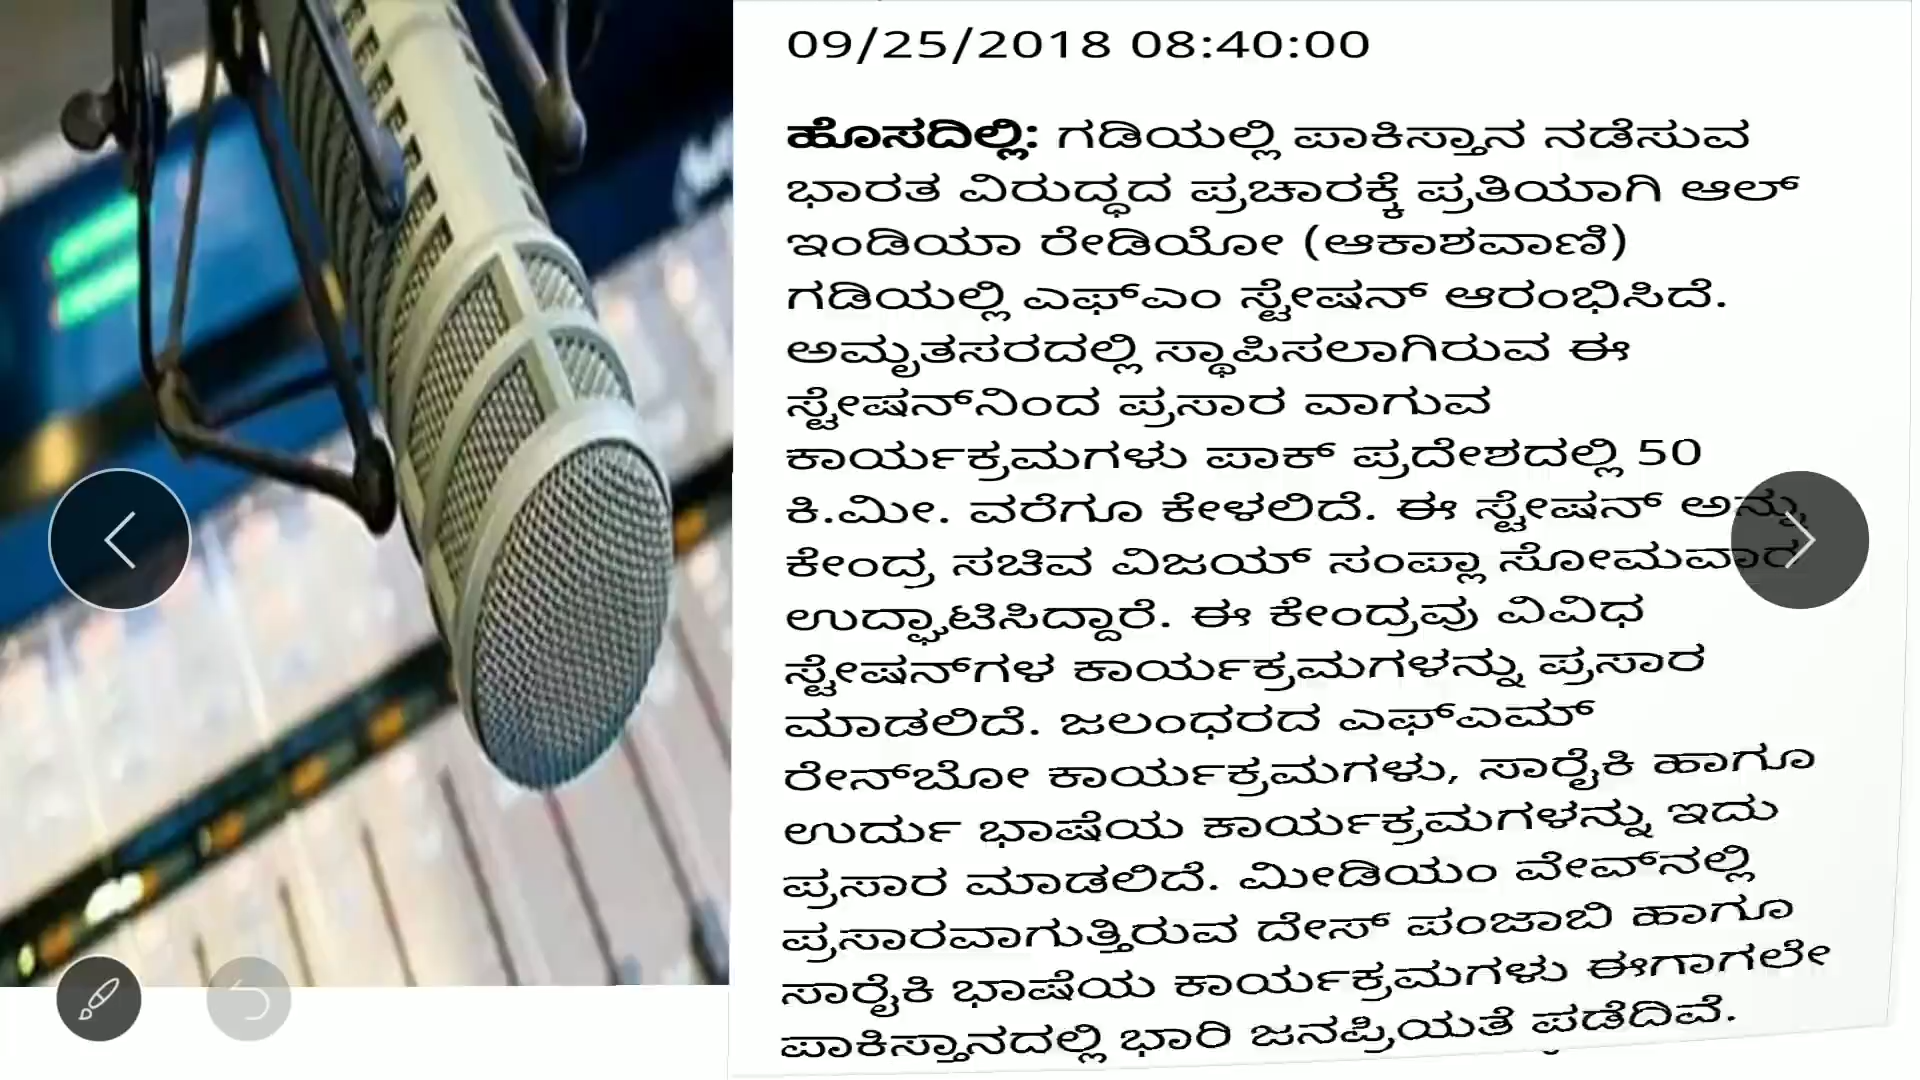 09/25/2018 08:40:00
ಹೊಸದಿಲ್ಲಿ: ಗಡಿಯಲ್ಲಿ ಪಾಕಿಸ್ತಾನ ನಡೆಸುವ
ಭಾರತ ವಿರುದ್ಧದ ಪ್ರಚಾರಕ್ಕೆ ಪ್ರತಿಯಾಗಿ ಆಲ್
ಇಂಡಿಯಾ ರೇಡಿಯೋ (ಆಕಾಶವಾಣಿ)
ಗಡಿಯಲ್ಲಿ ಎಫ್ಎಂ ಸ್ಟೇಷನ್ ಆರಂಭಿಸಿದೆ.
ಅಮೃತಸರದಲ್ಲಿ ಸ್ಥಾಪಿಸಲಾಗಿರುವ ಈ
ಸ್ಟೇಷನ್‌ನಿಂದ ಪ್ರಸಾರ ವಾಗುವ
ಕಾರ್ಯಕ್ರಮಗಳು ಪಾಕ್ ಪ್ರದೇಶದಲ್ಲಿ 50
ಕಿ.ಮೀ. ವರೆಗೂ ಕೇಳಲಿದೆ. ಈ ಸ್ಟೇಷನ್ ಅನ್ನು
ಕೇಂದ್ರ ಸಚಿವ ವಿಜಯ್ ಸಂಪ್ಲಾ ಸೋಮವಾರ
ಉದ್ಘಾಟಿಸಿದ್ದಾರೆ. ಈ ಕೇಂದ್ರವು ವಿವಿಧ
ಸ್ಟೇಷನ್‌ಗಳ ಕಾರ್ಯಕ್ರಮಗಳನ್ನು ಪ್ರಸಾರ
ಮಾಡಲಿದೆ. ಜಲಂಧರದ ಎಫ್‌ಎಮ್
ರೇನ್‌ಬೋ ಕಾರ್ಯಕ್ರಮಗಳು, ಸಾರೈಕಿ ಹಾಗೂ
ಉರ್ದು ಭಾಷೆಯ ಕಾರ್ಯಕ್ರಮಗಳನ್ನು ಇದು
ಪ್ರಸಾರ ಮಾಡಲಿದೆ. ಮೀಡಿಯಂ ವೇವ್‌ನಲ್ಲಿ
ಪ್ರಸಾರವಾಗುತ್ತಿರುವ ದೇಸ್ ಪಂಜಾಬಿ ಹಾಗೂ
ಸಾರೈಕಿ ಭಾಷೆಯ ಕಾರ್ಯಕ್ರಮಗಳು ಈಗಾಗಲೇ
ಪಾಕಿಸ್ತಾನದಲ್ಲಿ ಭಾರಿ ಜನಪ್ರಿಯತೆ ಪಡೆದಿವೆ.